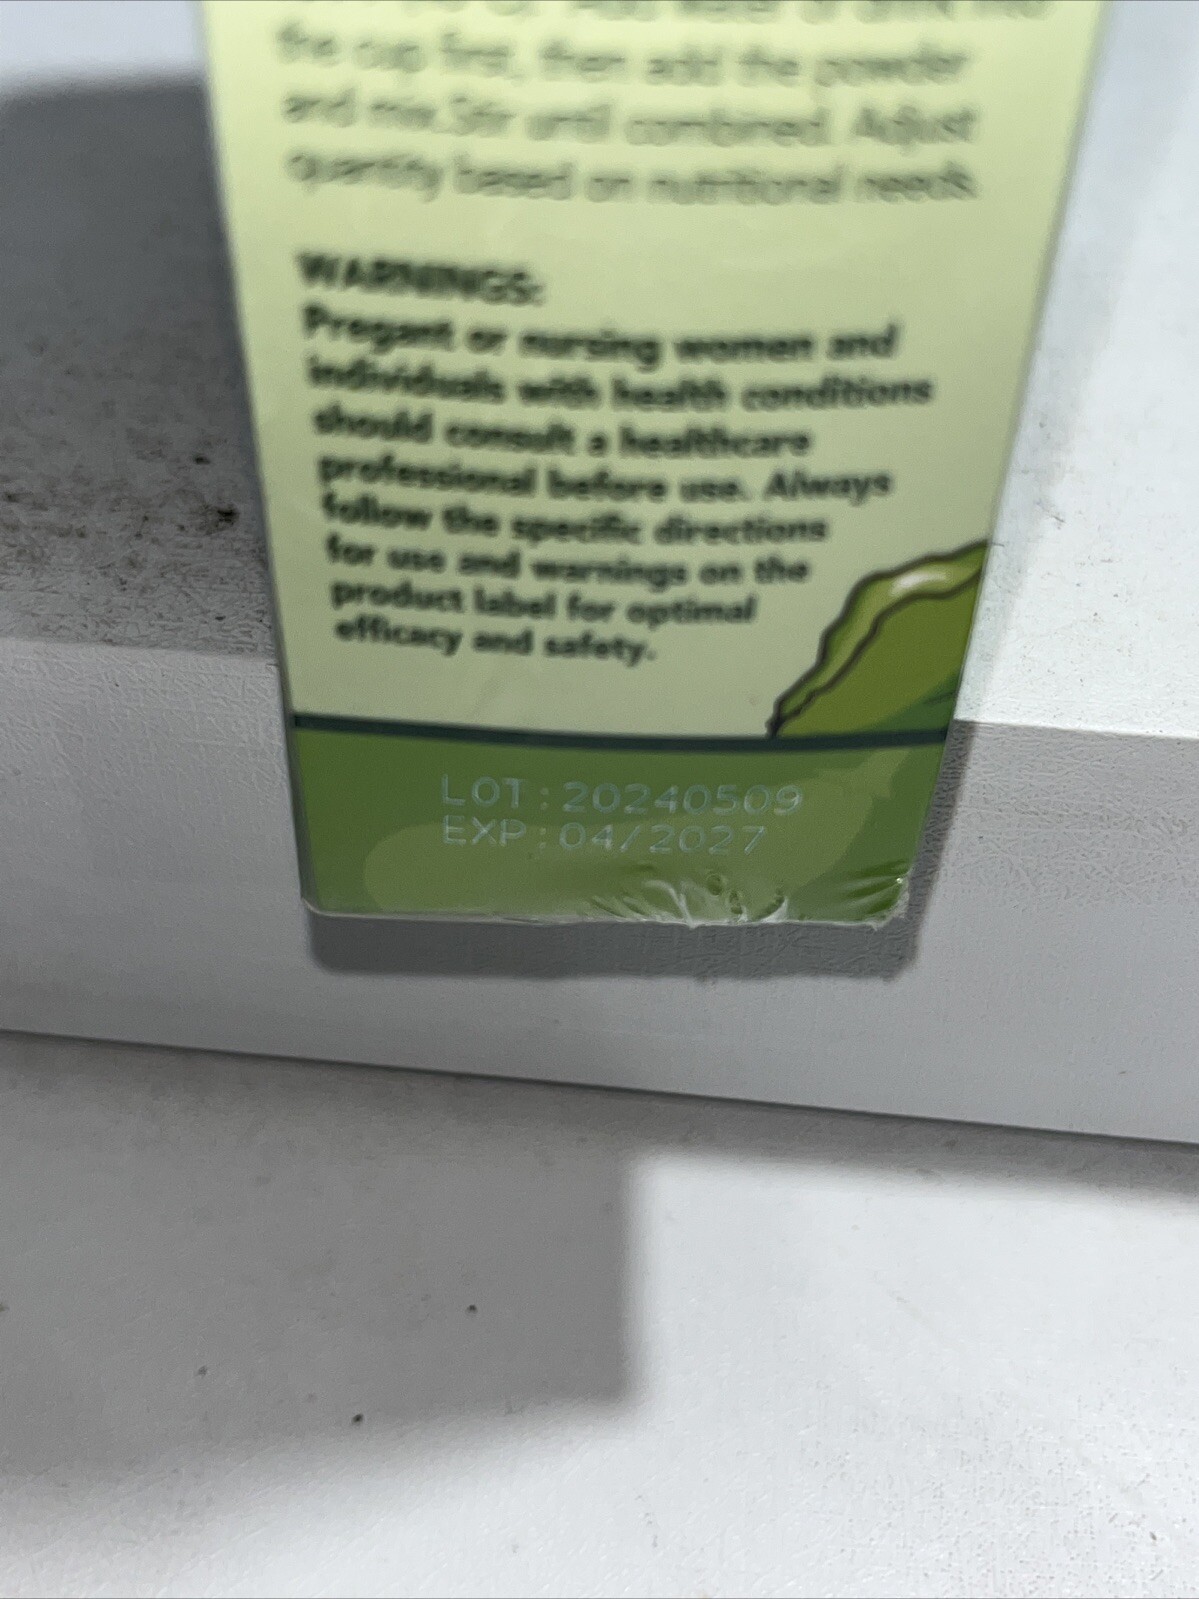 the cup first, then add the powder
and mix.Stir until combined. Adjust
quantity based on nutritional needs.
WARNINGS:
Pregant or nursing women and
individuals with health conditions
should consult a healthcare
professional before use. Always
follow the specific directions
for use and warnings on the
product label for optimal
efficacy and safety.
LOT:20240509
EXP:04/2027